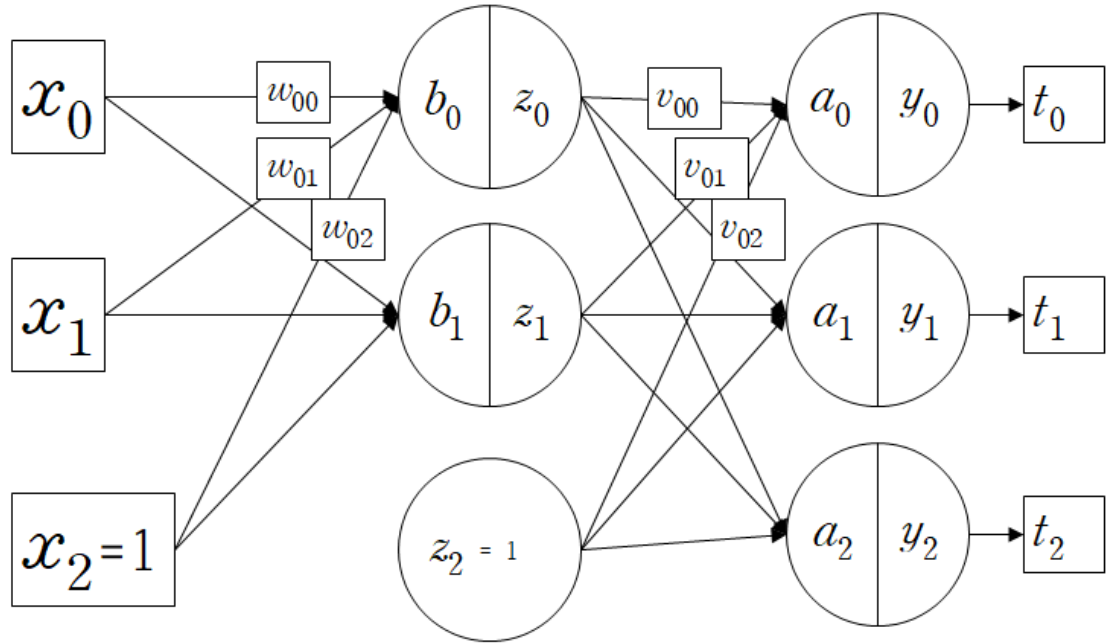 x₀ w₀₀ b₀ z₀ v₀₀ a₀ y₀ t₀
w₀₁ v₀₁
w₀₂ v₀₂
x₁ b₁ z₁ a₁ y₁ t₁
x₂ = 1 z₂ = 1 a₂ y₂ t₂